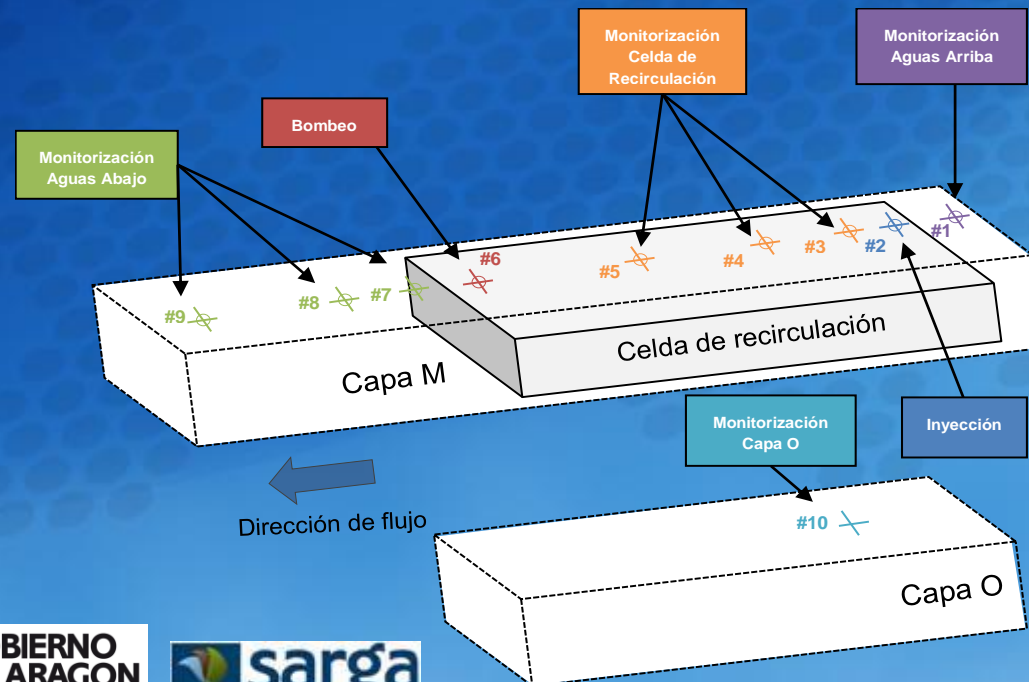 Monitorización
Celda de
Recirculación
Monitorización
Aguas Arriba
Bombeo
Monitorización
Aguas Abajo
#1
#2
#3
#4
#5
#6
#7
#8
#9
Celda de recirculación
Capa M
Monitorización
Capa O
Inyección
Dirección de flujo
#10
Capa O
BIERNO
ARAGON
sarga